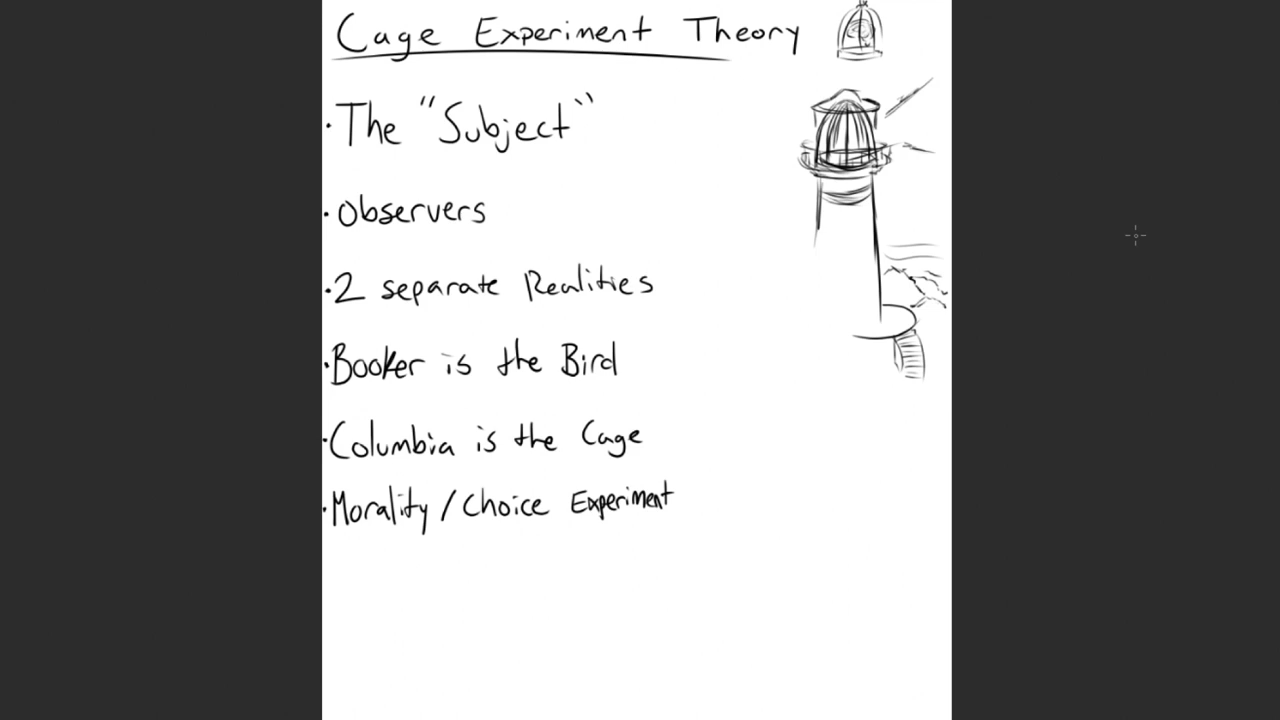 Cage Experiment Theory
• The "Subject"
• Observers
• 2 separate Realities
• Booker is the Bird
• Columbia is the Cage
• Morality / Choice Experiment